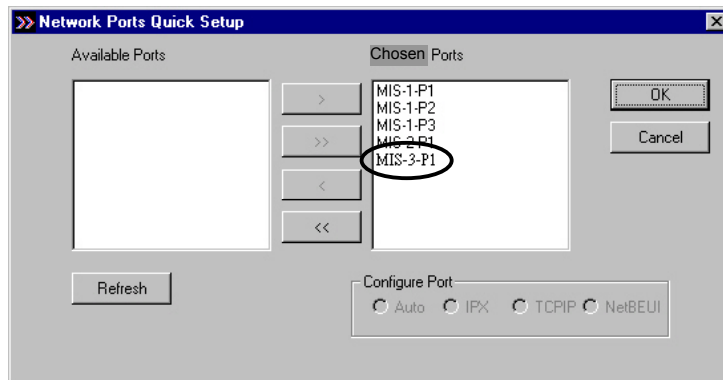 Network Ports Quick Setup
Available Ports
Chosen Ports
MIS-1-P1
MIS-1-P2
MIS-1-P3
MIS-2-P1
MIS-3-P1
>
>>
<
<<
OK
Cancel
Refresh
Configure Port
Auto IPX TCPIP NetBEUI